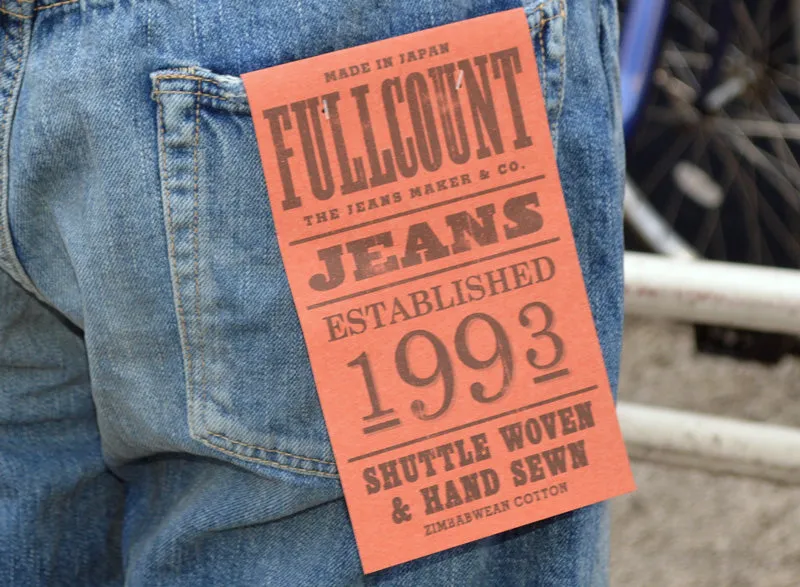 MADE IN JAPAN
FULLCOUNT
THE JEANS MAKER & CO.
JEANS
ESTABLISHED
1993
SHUTTLE WOVEN
& HAND SEWN
ZIMBABWEAN COTTON